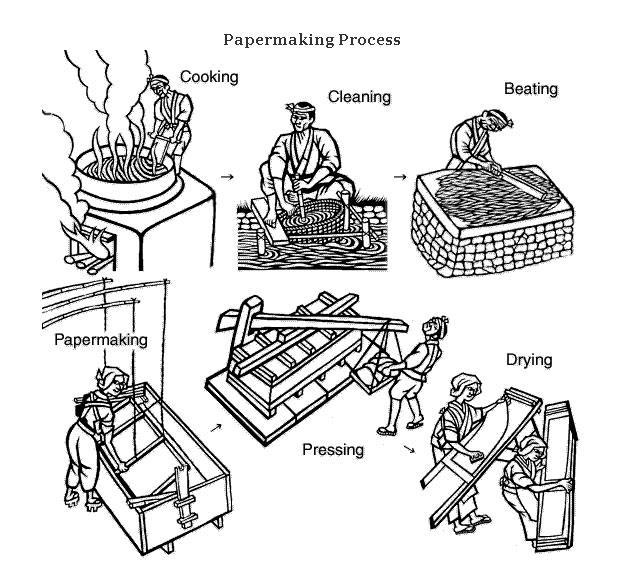 Papermaking Process
Cooking
Cleaning
Beating
Papermaking
Pressing
Drying